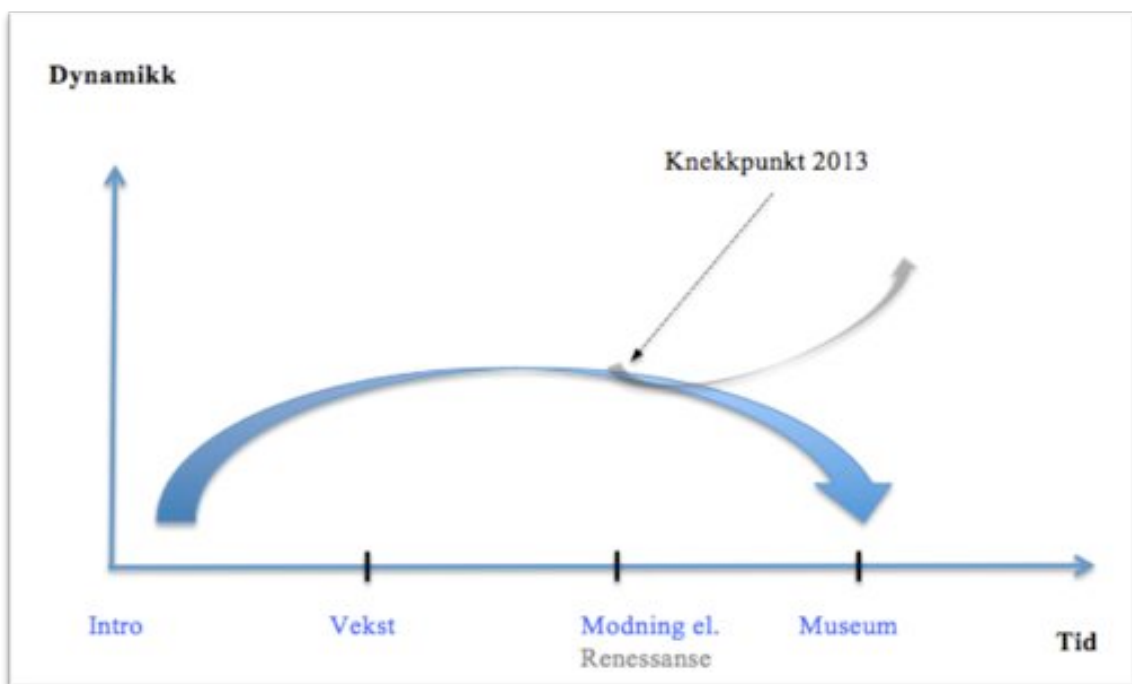 Dynamikk
Knekkpunkt 2013
Intro
Vekst
Modning el.
Renessanse
Museum
Tid